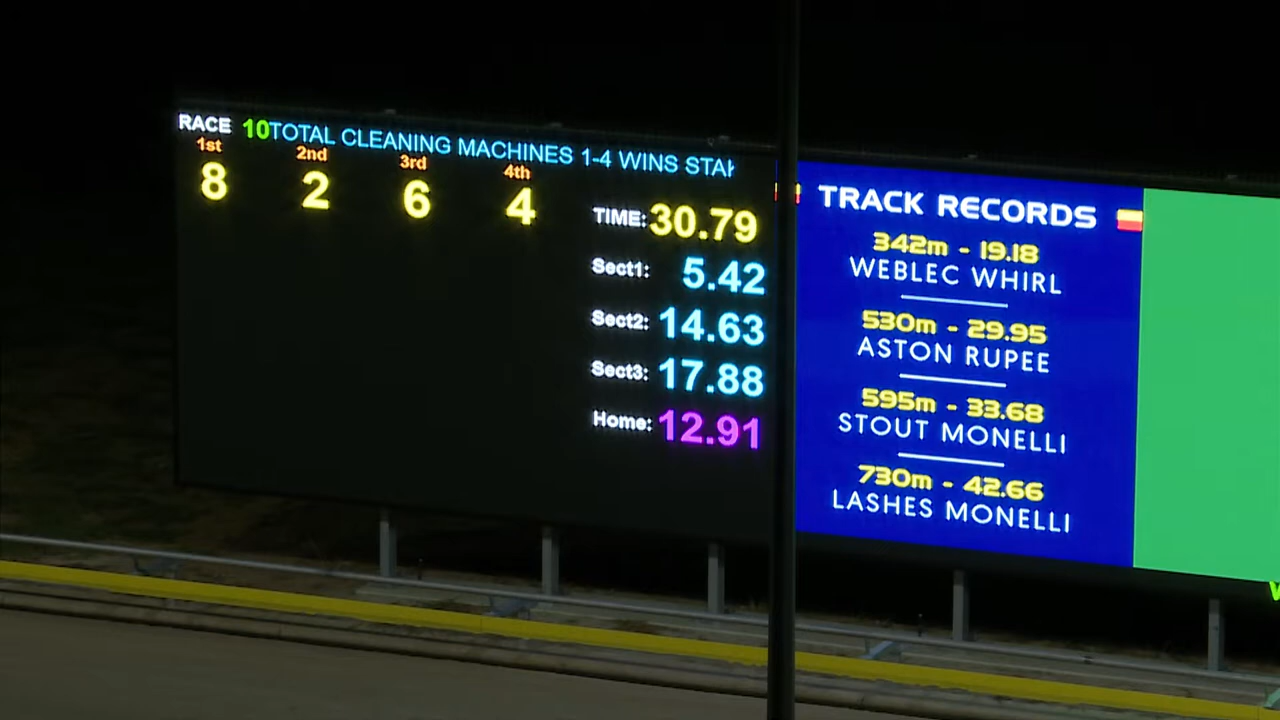 RACE 10 TOTAL CLEANING MACHINES 1-4 WINS
1st 2nd 3rd 4th
8 2 6 4
TIME: 30.79
Sect1: 5.42
Sect2: 14.63
Sect3: 17.88
Home: 12.91
TRACK RECORDS
342m - 19.18
WEBLEC WHIRL
530m - 29.95
ASTON RUPEE
595m - 33.68
STOUT MONELLI
730m - 42.66
LASHES MONELLI